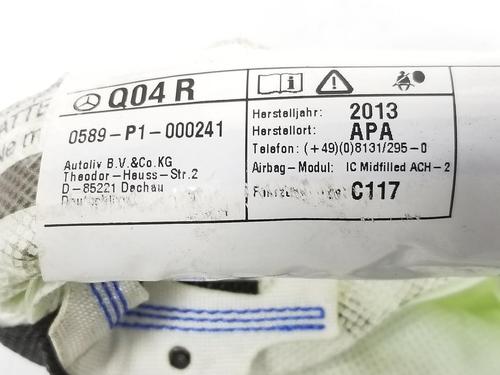 Q04 R
0589-P1-000241
Autoliv B.V.&Co.KG
Theodor-Heuss-Str.2
D-85221 Dachau
Herstelljahr: 2013
Herstellort: APA
Telefon: (+49)(0)8131/295-0
Airbag-Modul: IC Midfilled ACH-2
C117